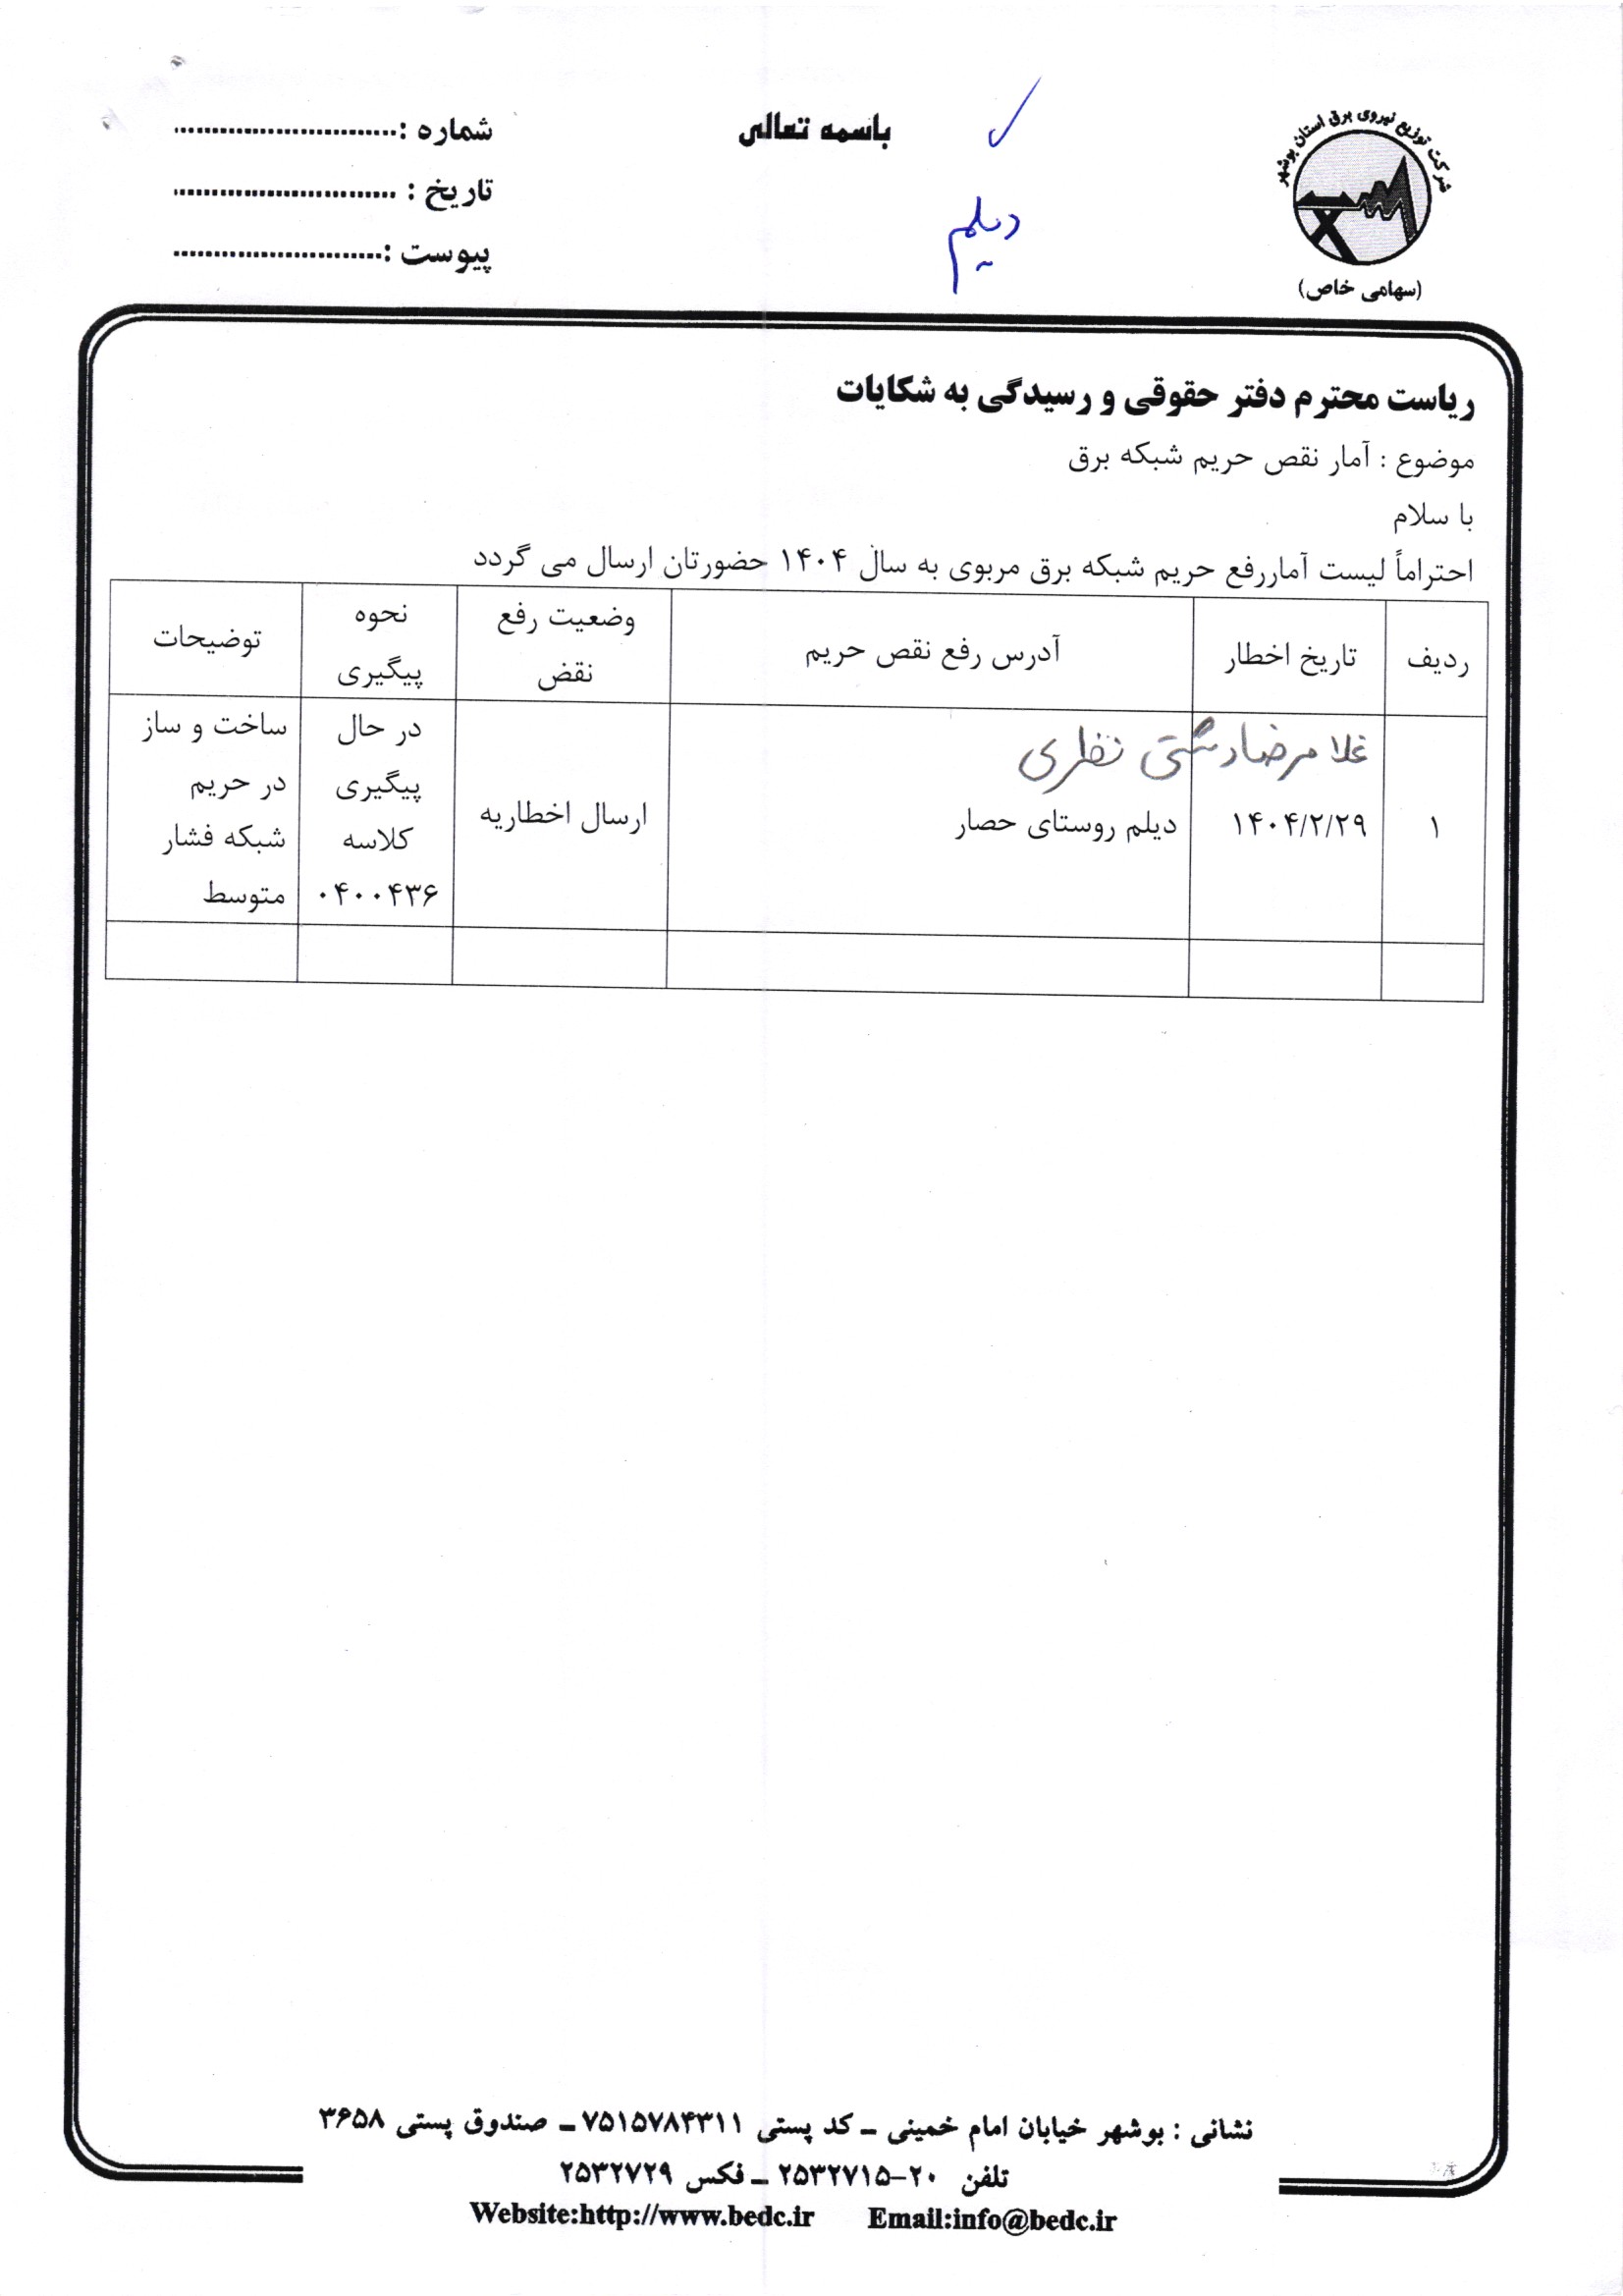 شرکت توزیع نیروی برق استان بوشهر
(سهامی خاص)
باسمه تعالی
دیلم
شماره :............................
تاریخ : ............................
پیوست :..........................
ریاست محترم دفتر حقوقی و رسیدگی به شکایات
موضوع : آمار نقص حریم شبکه برق
با سلام
احتراماً لیست آماررفع حریم شبکه برق مربوی به سال ۱۴۰۴ حضورتان ارسال می گردد
ردیف تاریخ اخطار آدرس رفع نقص حریم وضعیت رفع نقض نحوه پیگیری توضیحات
غلامرضا دشتی نظری
۱ ۱۴۰۴/۲/۲۹ دیلم روستای حصار ارسال اخطاریه در حال پیگیری کلاسه ۰۴۰۰۴۳۶ ساخت و ساز در حریم شبکه فشار متوسط
نشانی : بوشهر خیابان امام خمینی ـ کد پستی ۷۵۱۵۷۸۴۳۱۱ـ صندوق پستی ۳۶۵۸
تلفن ۲۰-۲۵۳۲۷۱۵ ـ فکس ۲۵۳۲۷۲۹
Website:http://www.bedc.ir Email:info@bedc.ir